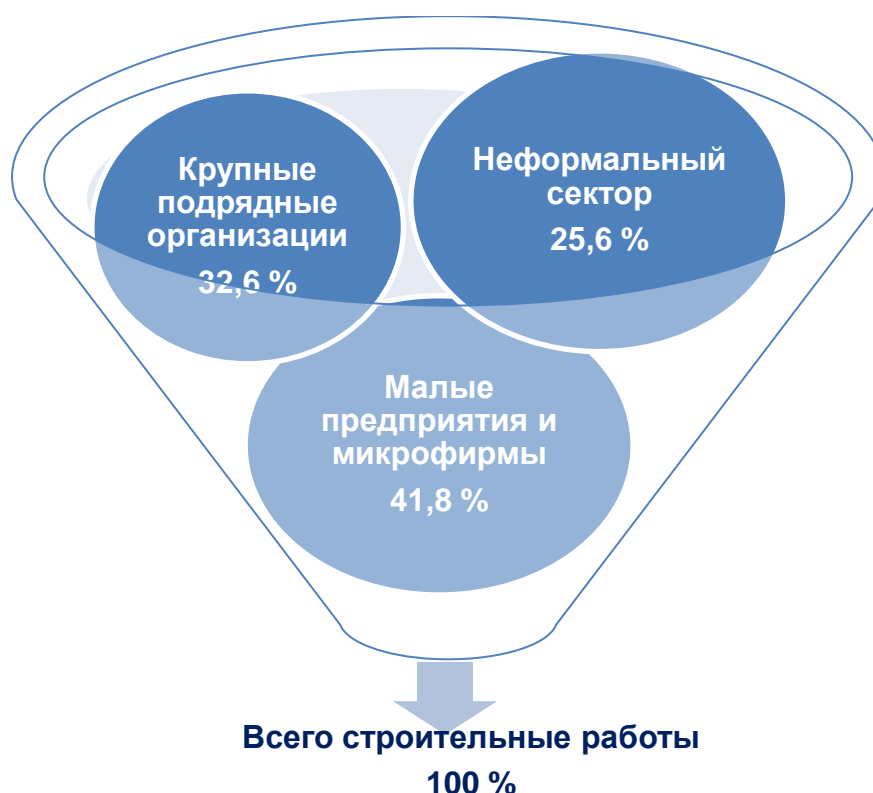 Крупные
подрядные
организации
32,6 %
Неформальный
сектор
25,6 %
Малые
предприятия и
микрофирмы
41,8 %
Всего строительные работы
100 %